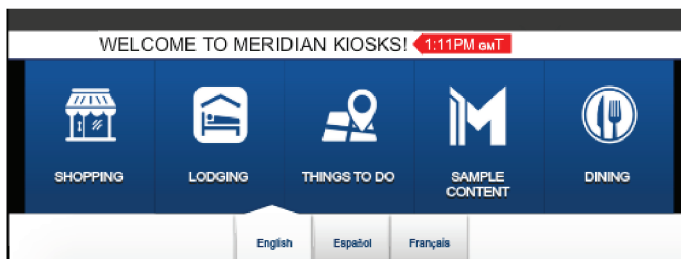 WELCOME TO MERIDIAN KIOSKS! 1:11PM GMT
SHOPPING LODGING THINGS TO DO SAMPLE CONTENT DINING
English Español Français